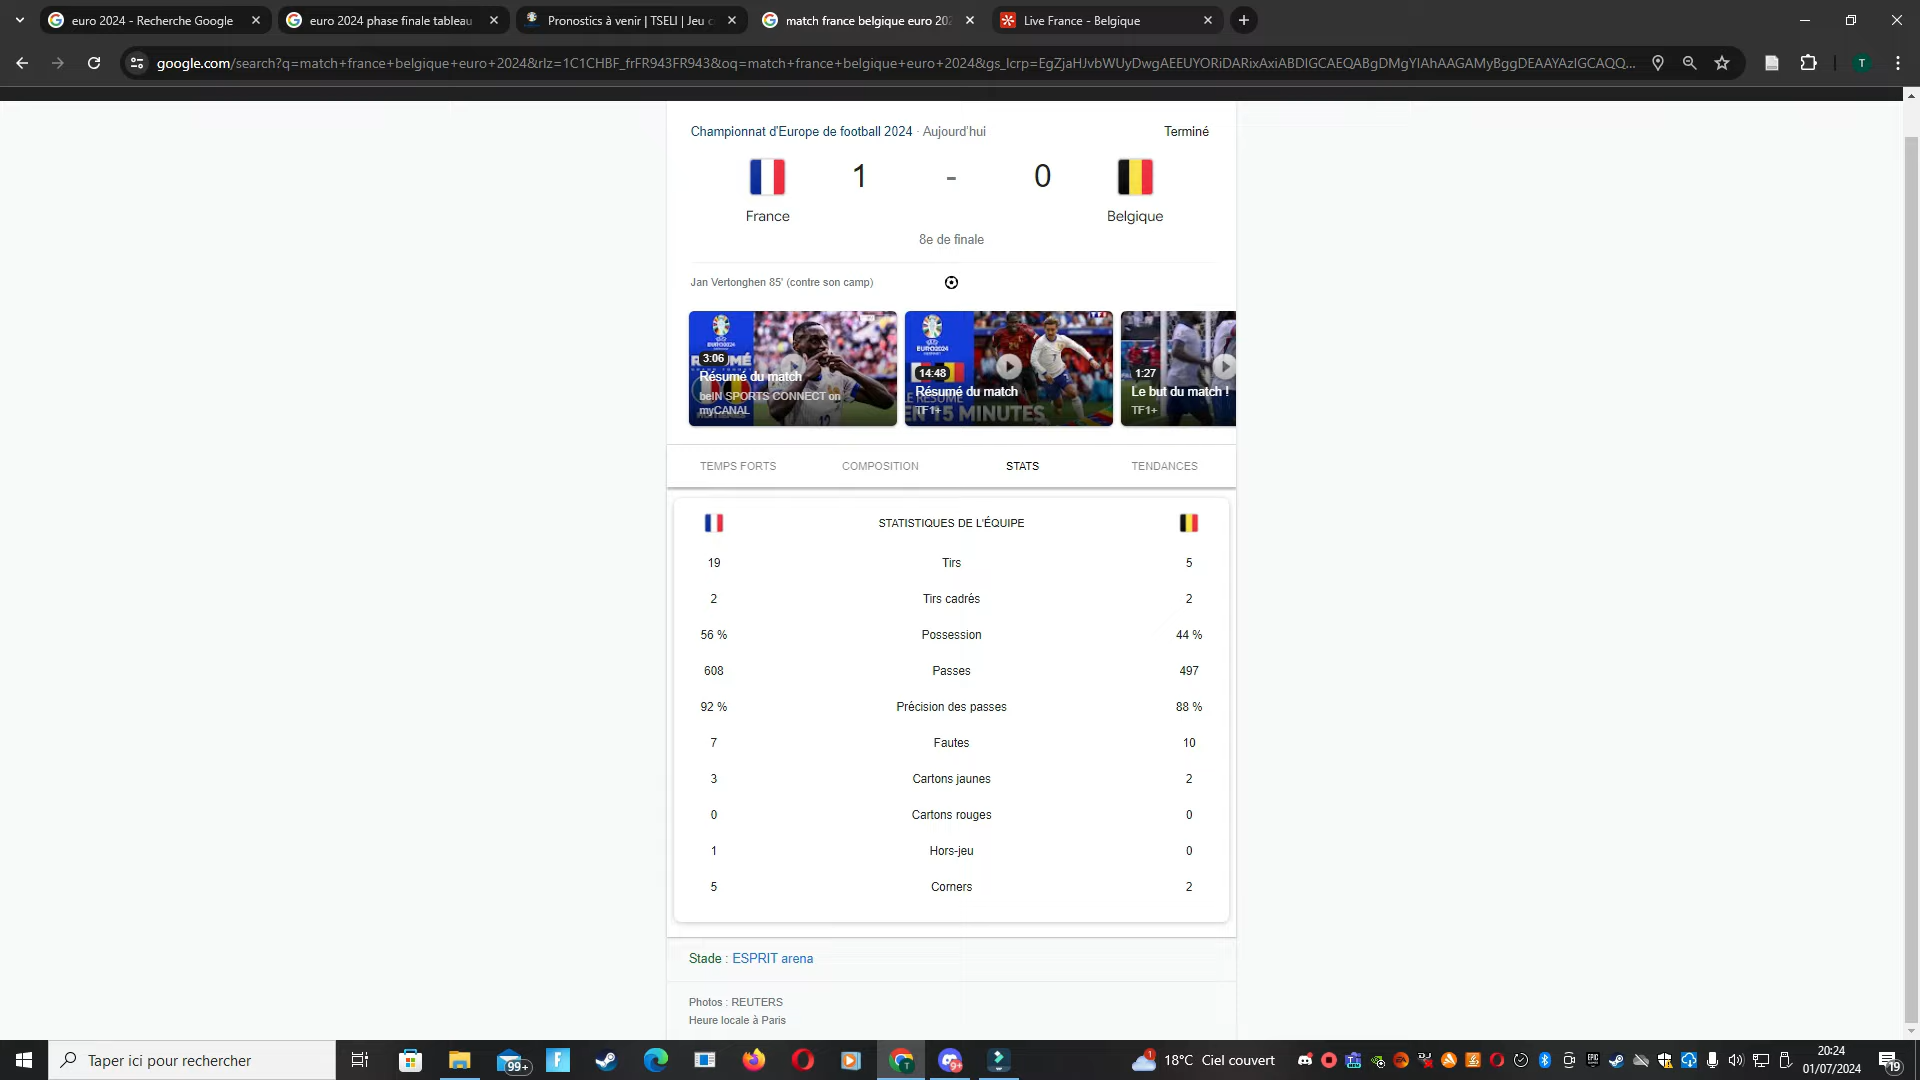 euro 2024 - Recherche Google
euro 2024 phase finale tableau
Pronostics à venir | TSELI | Jeu c
match france belgique euro 202
Live France - Belgique
google.com/search?q=match+france+belgique+euro+2024&rlz=1C1CHBF_frFR943FR943&oq=match+france+belgique+euro+2024&gs_lcrp=EgZjaHJvbWUyDwgAEEUYORiDARixAxiABDIGCAEQABgDMgYIAhAAGAMyBggDEAAYAzIGCAQQ...
T
Championnat d'Europe de football 2024 · Aujourd'hui
Terminé
1 - 0
France
Belgique
8e de finale
Jan Vertonghen 85' (contre son camp)
3:06
Résumé du match
beIN SPORTS CONNECT on
myCANAL
14:48
Résumé du match
TF1+
EN 15 MINUTES
1:27
Le but du match !
TF1+
TEMPS FORTS
COMPOSITION
STATS
TENDANCES
STATISTIQUES DE L'ÉQUIPE
19 Tirs 5
2 Tirs cadrés 2
56 % Possession 44 %
608 Passes 497
92 % Précision des passes 88 %
7 Fautes 10
3 Cartons jaunes 2
0 Cartons rouges 0
1 Hors-jeu 0
5 Corners 2
Stade : ESPRIT arena
Photos : REUTERS
Heure locale à Paris
Taper ici pour rechercher
99+
18°C Ciel couvert
20:24
01/07/2024
19